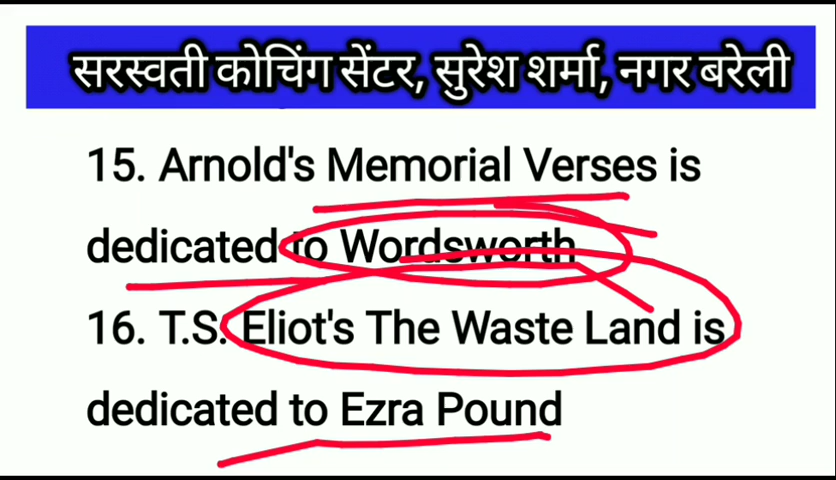 सरस्वती कोचिंग सेंटर, सुरेश शर्मा, नगर बरेली
15. Arnold's Memorial Verses is
dedicated to Wordsworth
16. T.S. Eliot's The Waste Land is
dedicated to Ezra Pound